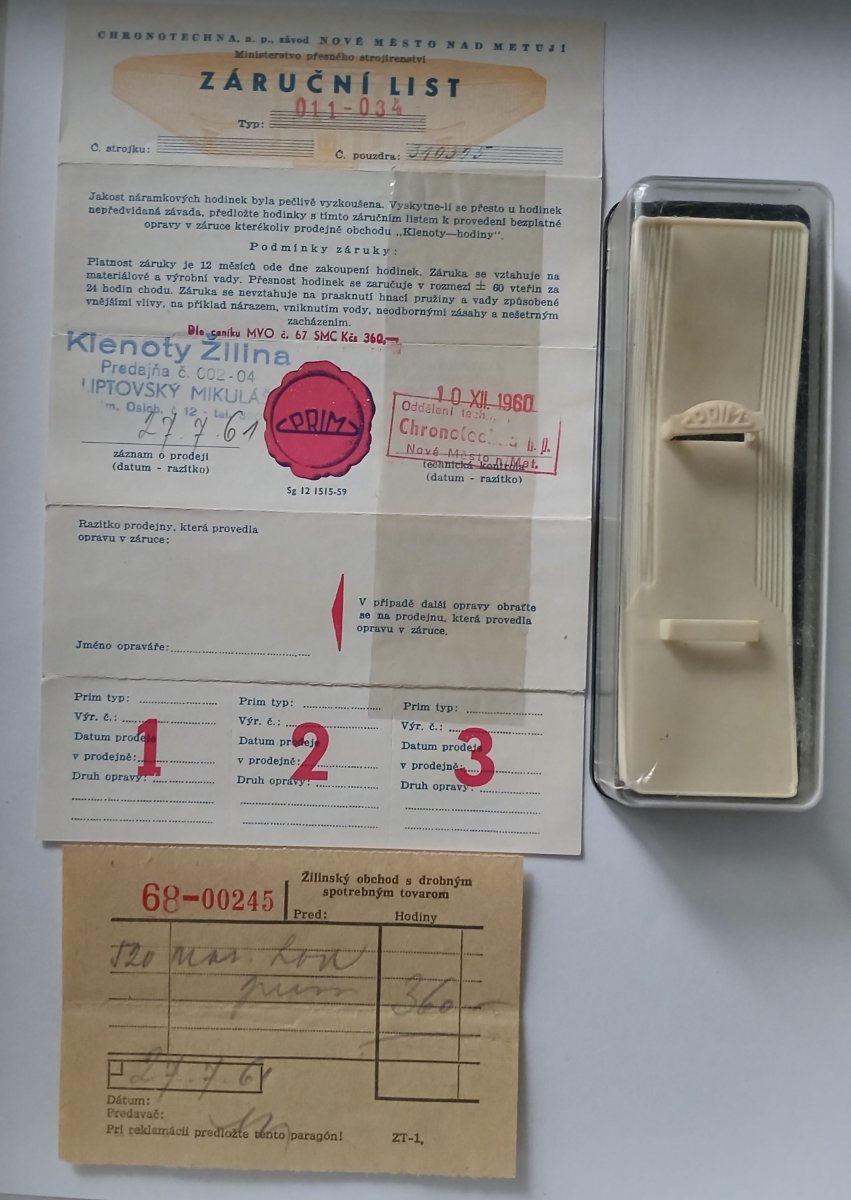 CHRONOTECHNA, n. p., závod NOVÉ MĚSTO NAD METUJÍ
Ministerstvo přesného strojírenství
ZÁRUČNÍ LIST
Typ: 011-034
Č. strojku: Č. pouzdra:
Jakost náramkových hodinek byla pečlivě vyzkoušena. Vyskytne-li se přesto u hodinek
nepředvídaná závada, předložte hodinky s tímto záručním listem k provedení bezplatné
opravy v záruce kterékoliv prodejně obchodu „Klenoty—hodiny".
Podmínky záruky:
Platnost záruky je 12 měsíců ode dne zakoupení hodinek. Záruka se vztahuje na
materiálové a výrobní vady. Přesnost hodinek se zaručuje v rozmezí ± 60 vteřin za
24 hodin chodu. Záruka se nevztahuje na prasknutí hnací pružiny a vady způsobené
vnějšími vlivy, na příklad nárazem, vniknutím vody, neodbornými zásahy a nešetrným
zacházením.
Dle ceníku MVO č. 67 SMC Kčs 360,—
Klenoty Žilina
Predajňa č. 002-04
LIPTOVSKÝ MIKULÁŠ
27.7.61
záznam o prodeji
(datum - razítko)
PRIM
Sg 12 1515-59
10 XII. 1960
Oddělení tech.
Chronotechna n. p.
Nové Město n/Met.
technická kontrola
(datum - razítko)
Razítko prodejny, která provedla
opravu v záruce:
V případě další opravy obraťte
se na prodejnu, která provedla
opravu v záruce.
Jméno opraváře:
Prim typ:
Výr. č.:
Datum prodeje
v prodejně:
Druh opravy:
1
Prim typ:
Výr. č.:
Datum prodeje
v prodejně:
Druh opravy:
2
Prim typ:
Výr. č.:
Datum prodeje
v prodejně:
Druh opravy:
3
PRIM
68-00245
Žilinský obchod s drobným
spotrebným tovarom
Pred: Hodiny
520
360
27.7.61
Dátum:
Predavač:
Pri reklamácii predložte tento paragón! ZT-1,